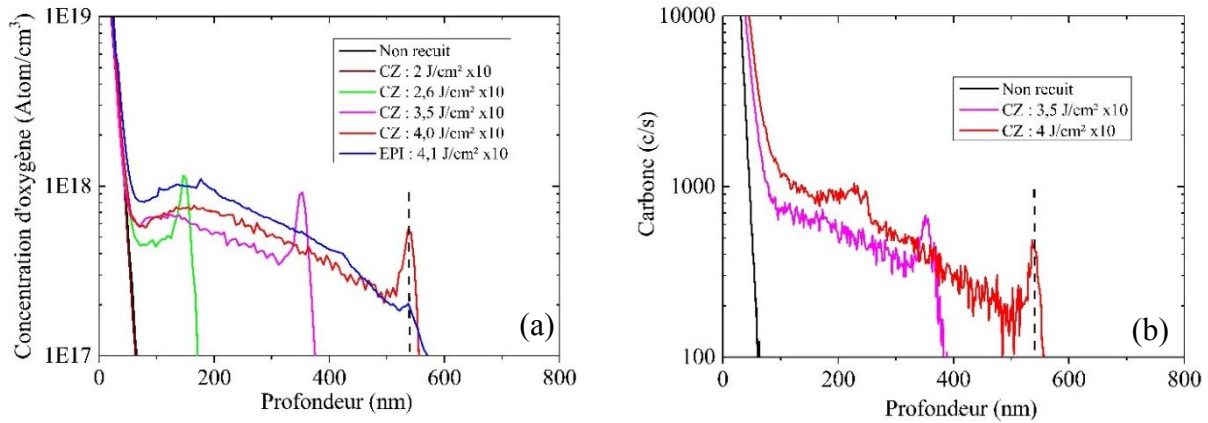 1E19
1E18
1E17
Concentration d'oxygène (Atom/cm³)
Non recuit
CZ : 2 J/cm² x10
CZ : 2,6 J/cm² x10
CZ : 3,5 J/cm² x10
CZ : 4,0 J/cm² x10
EPI : 4,1 J/cm² x10
(a)
0 200 400 600 800
Profondeur (nm)
10000
1000
100
Carbone (c/s)
Non recuit
CZ : 3,5 J/cm² x10
CZ : 4 J/cm² x10
(b)
0 200 400 600 800
Profondeur (nm)